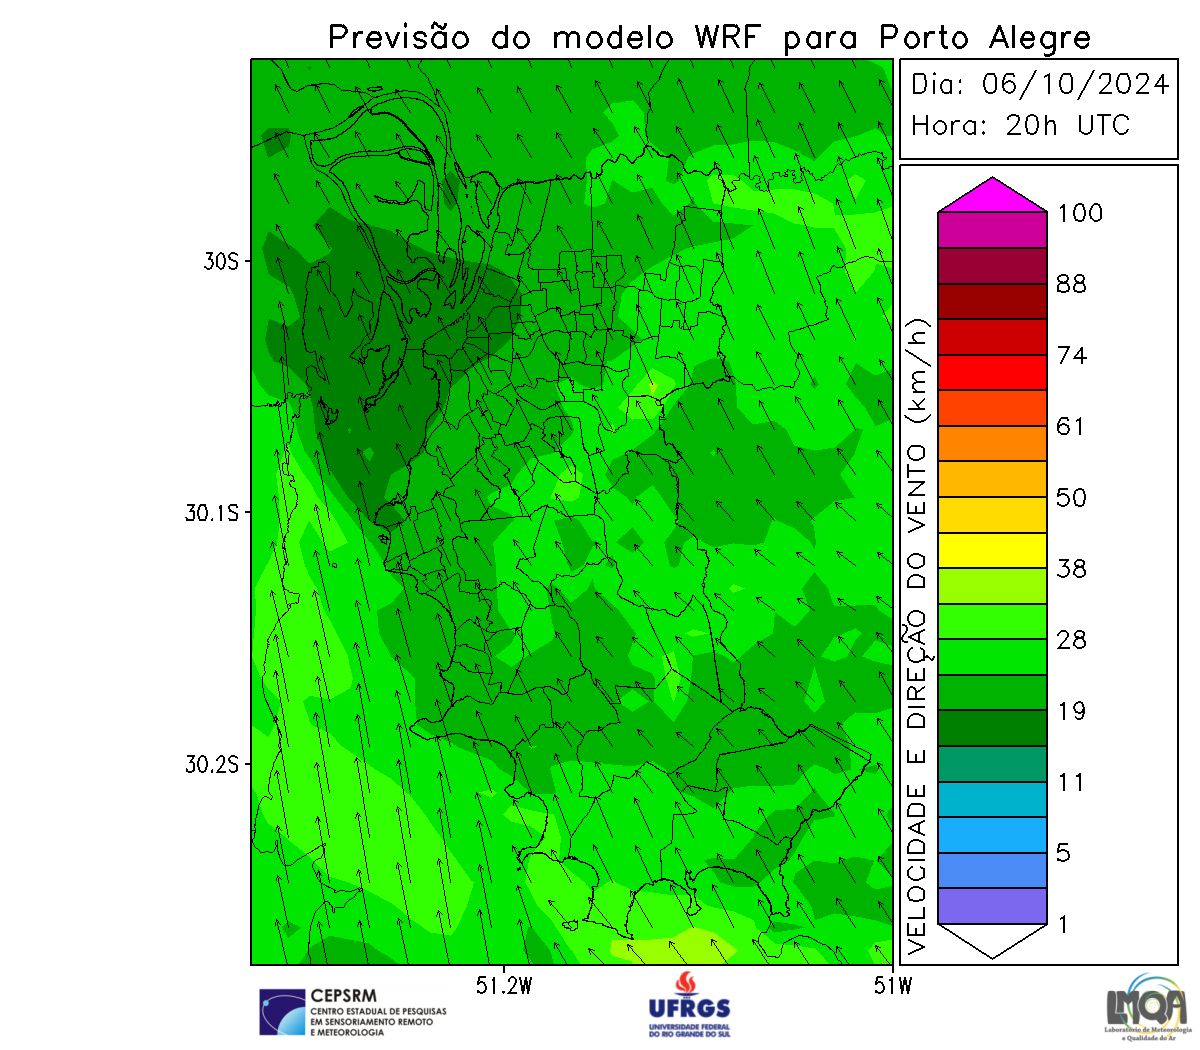 Previsão do modelo WRF para Porto Alegre
Dia: 06/10/2024
Hora: 20h UTC
30S
30.1S
30.2S
51.2W
51W
VELOCIDADE E DIREÇÃO DO VENTO (km/h)
100
88
74
61
50
38
28
19
11
5
1
CEPSRM
CENTRO ESTADUAL DE PESQUISAS
EM SENSORIAMENTO REMOTO
E METEOROLOGIA
UFRGS
UNIVERSIDADE FEDERAL
DO RIO GRANDE DO SUL
LMQA
Laboratório de Meteorologia
e Qualidade do Ar